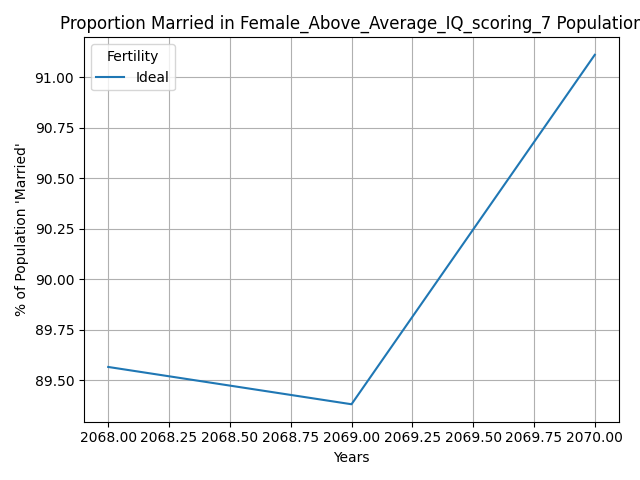 Proportion Married in Female_Above_Average_IQ_scoring_7 Population
Fertility
Ideal
% of Population 'Married'
91.00
90.75
90.50
90.25
90.00
89.75
89.50
2068.00 2068.25 2068.50 2068.75 2069.00 2069.25 2069.50 2069.75 2070.00
Years